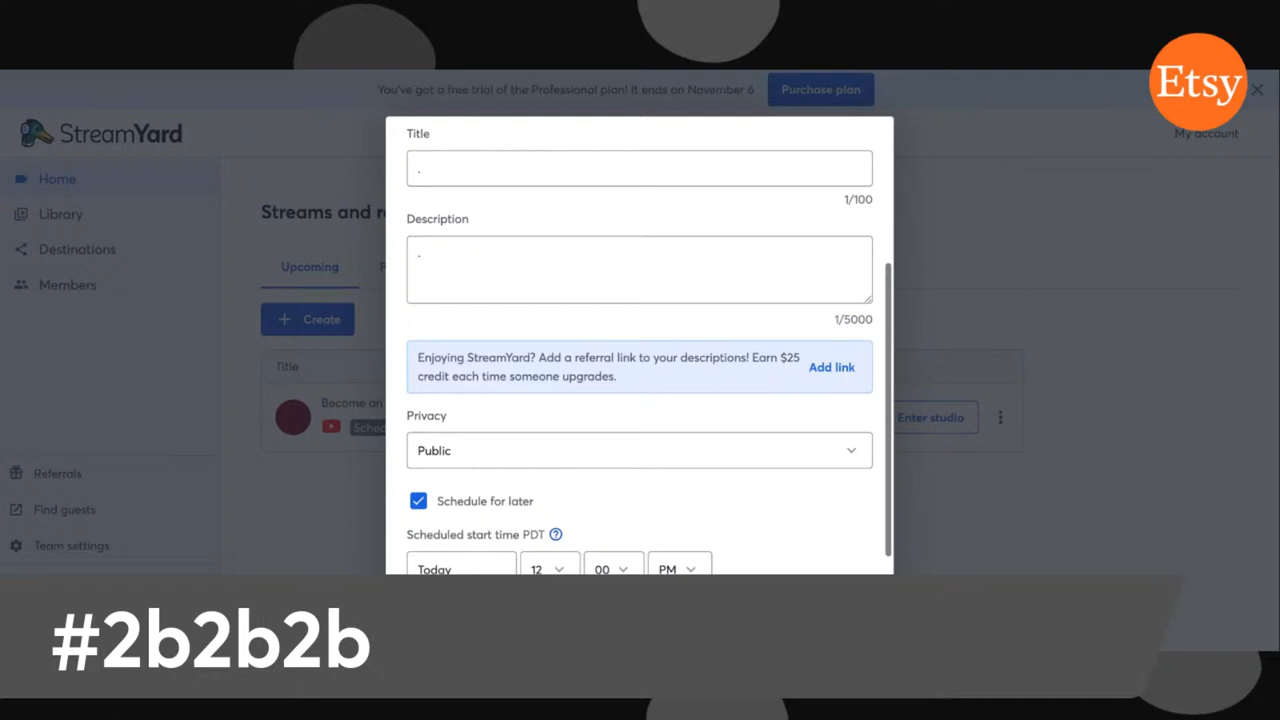 You've got a free trial of the Professional plan! It ends on November 6
Purchase plan
Etsy
StreamYard
My account
Home
Library
Destinations
Members
Referrals
Find guests
Team settings
Streams and
Upcoming
Create
Title
Become an
Enter studio
Title
.
1/100
Description
.
1/5000
Enjoying StreamYard? Add a referral link to your descriptions! Earn $25
credit each time someone upgrades.
Add link
Privacy
Public
Schedule for later
Scheduled start time PDT
Today 12 00 PM
#2b2b2b